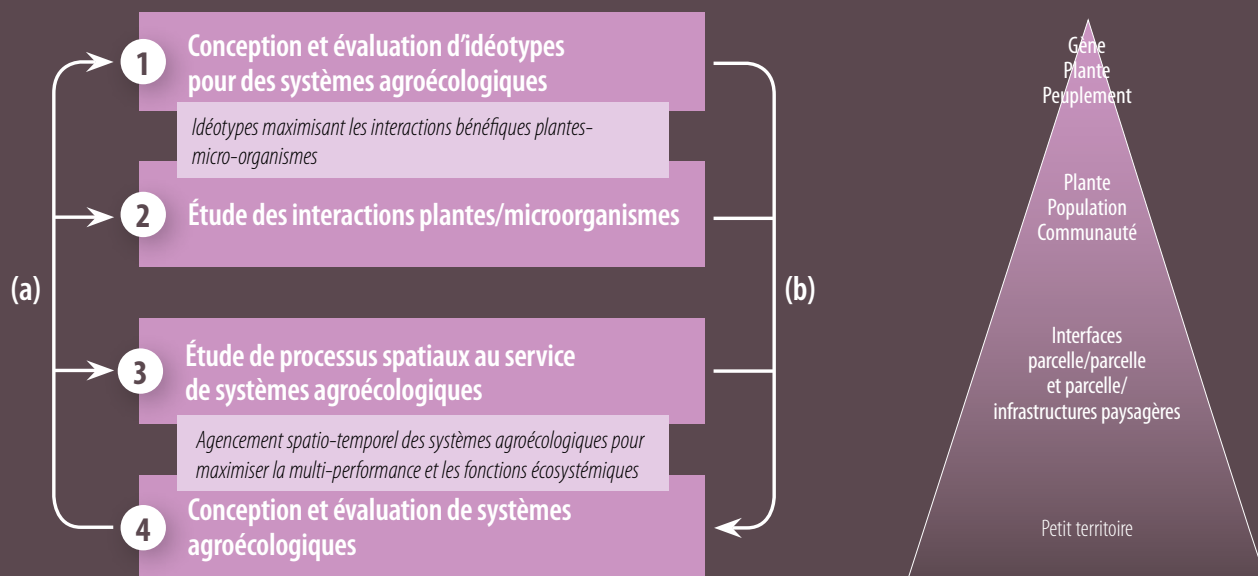 (a)
1
Conception et évaluation d’idéotypes
pour des systèmes agroécologiques
Idéotypes maximisant les interactions bénéfiques plantes-
micro-organismes
2
Étude des interactions plantes/microorganismes
3
Étude de processus spatiaux au service
de systèmes agroécologiques
Agencement spatio-temporel des systèmes agroécologiques pour
maximiser la multi-performance et les fonctions écosystémiques
4
Conception et évaluation de systèmes
agroécologiques
(b)
Gène
Plante
Peuplement
Plante
Population
Communauté
Interfaces
parcelle/parcelle
et parcelle/
infrastructures paysagères
Petit territoire